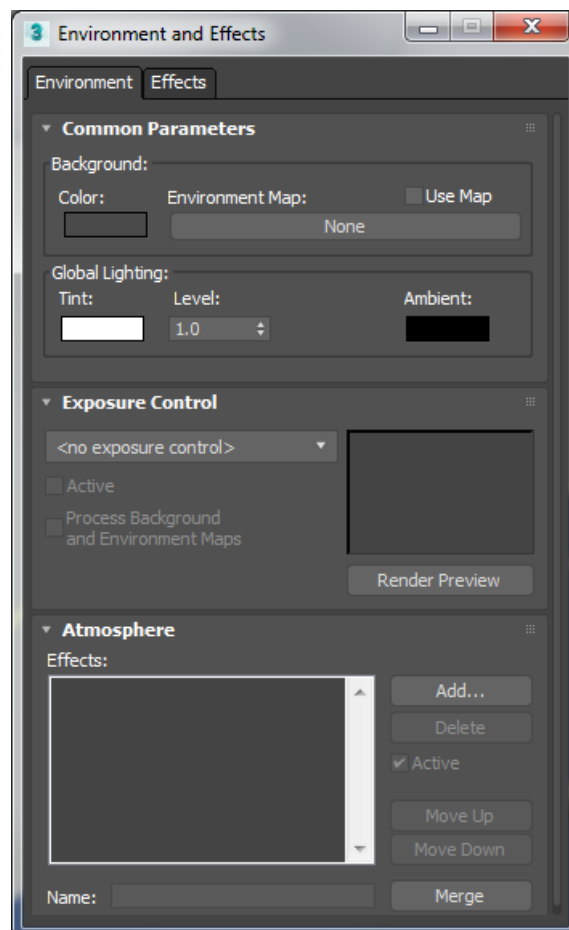 3 Environment and Effects X
Environment Effects
Common Parameters
Background:
Color: Environment Map: Use Map
None
Global Lighting:
Tint: Level: Ambient:
1.0
Exposure Control
<no exposure control>
Active
Process Background
and Environment Maps
Render Preview
Atmosphere
Effects:
Add...
Delete
Active
Move Up
Move Down
Name: Merge